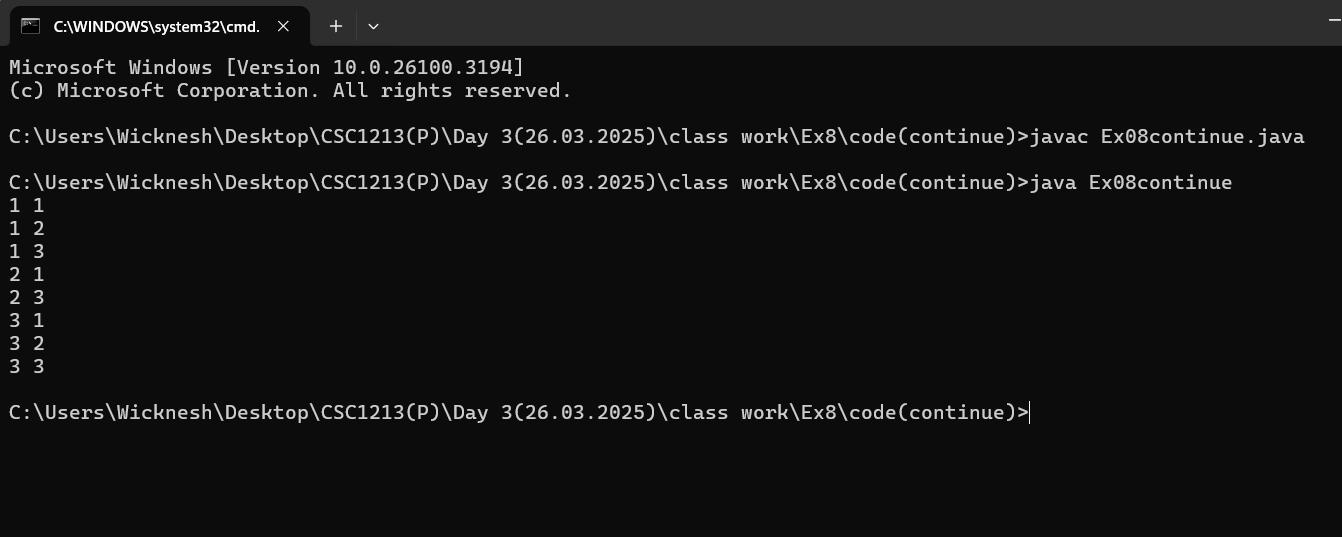 C:\WINDOWS\system32\cmd.
Microsoft Windows [Version 10.0.26100.3194]
(c) Microsoft Corporation. All rights reserved.
C:\Users\Wicknesh\Desktop\CSC1213(P)\Day 3(26.03.2025)\class work\Ex8\code(continue)>javac Ex08continue.java
C:\Users\Wicknesh\Desktop\CSC1213(P)\Day 3(26.03.2025)\class work\Ex8\code(continue)>java Ex08continue
1 1
1 2
1 3
2 1
2 3
3 1
3 2
3 3
C:\Users\Wicknesh\Desktop\CSC1213(P)\Day 3(26.03.2025)\class work\Ex8\code(continue)>